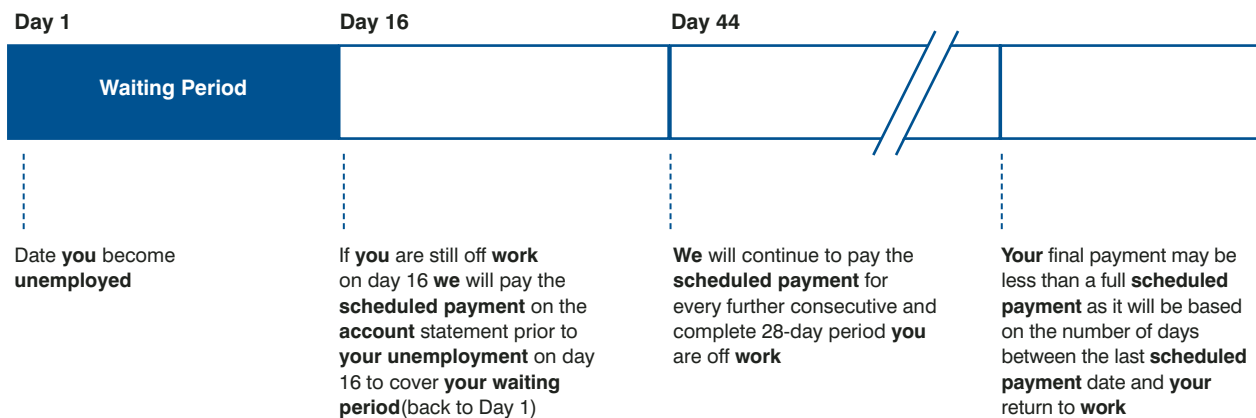 Day 1
Day 16
Day 44
Waiting Period
Date you become
unemployed
If you are still off work
on day 16 we will pay the
scheduled payment on the
account statement prior to
your unemployment on day
16 to cover your waiting
period(back to Day 1)
We will continue to pay the
scheduled payment for
every further consecutive and
complete 28-day period you
are off work
Your final payment may be
less than a full scheduled
payment as it will be based
on the number of days
between the last scheduled
payment date and your
return to work